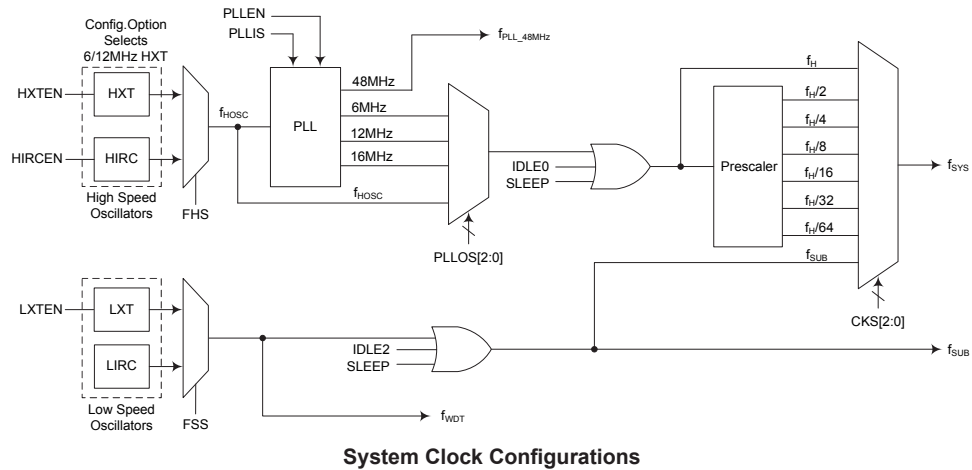 PLLEN
PLLIS
Config.Option
Selects
6/12MHz HXT
HXTEN
HXT
HIRCEN
HIRC
High Speed
Oscillators
FHS
fHOSC
PLL
48MHz
6MHz
12MHz
16MHz
fHOSC
fPLL_48MHz
PLLOS[2:0]
IDLE0
SLEEP
Prescaler
fH
fH/2
fH/4
fH/8
fH/16
fH/32
fH/64
fSUB
CKS[2:0]
fSYS
LXTEN
LXT
LIRC
Low Speed
Oscillators
FSS
IDLE2
SLEEP
fWDT
fSUB
System Clock Configurations